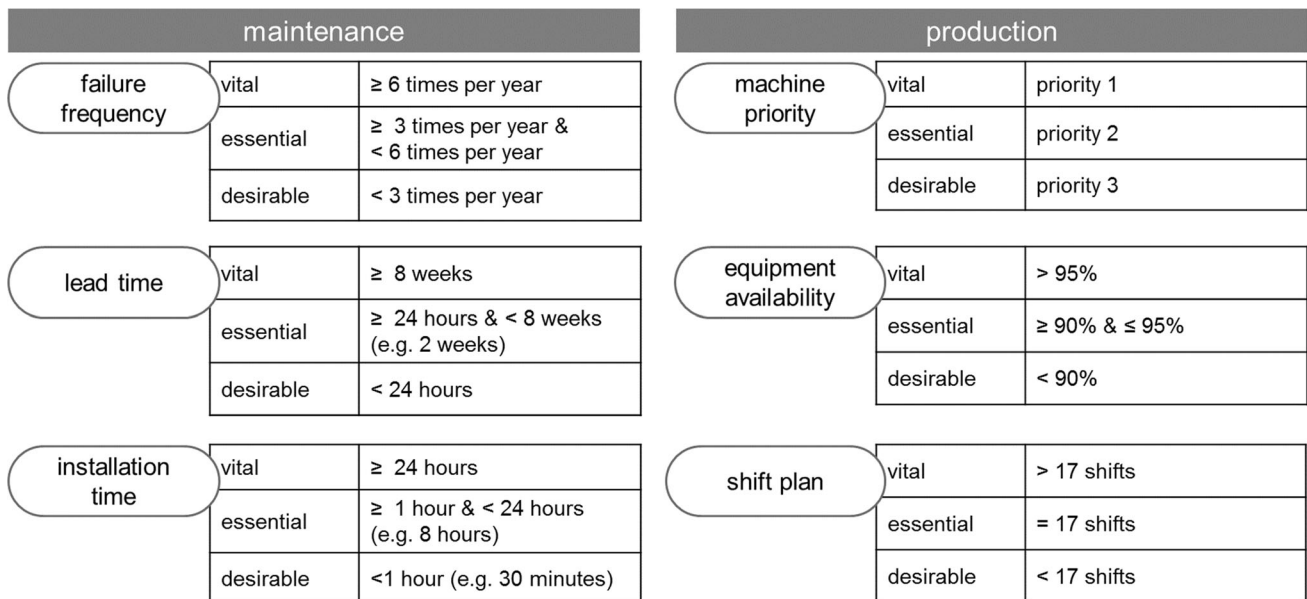 maintenance
failure
frequency
vital
≥ 6 times per year
essential
≥ 3 times per year &
< 6 times per year
desirable
< 3 times per year
lead time
vital
≥ 8 weeks
essential
≥ 24 hours & < 8 weeks
(e.g. 2 weeks)
desirable
< 24 hours
installation
time
vital
≥ 24 hours
essential
≥ 1 hour & < 24 hours
(e.g. 8 hours)
desirable
<1 hour (e.g. 30 minutes)
production
machine
priority
vital
priority 1
essential
priority 2
desirable
priority 3
equipment
availability
vital
> 95%
essential
≥ 90% & ≤ 95%
desirable
< 90%
shift plan
vital
> 17 shifts
essential
= 17 shifts
desirable
< 17 shifts